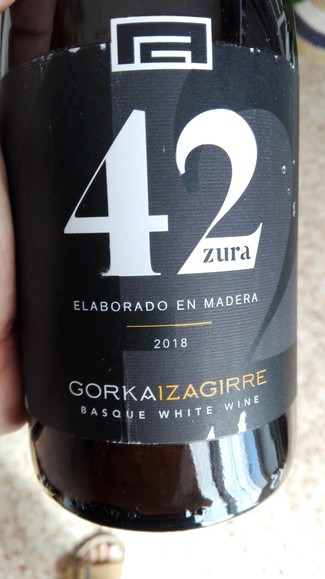 42
zura
ELABORADO EN MADERA
2018
GORKAIZAGIRRE
BASQUE WHITE WINE